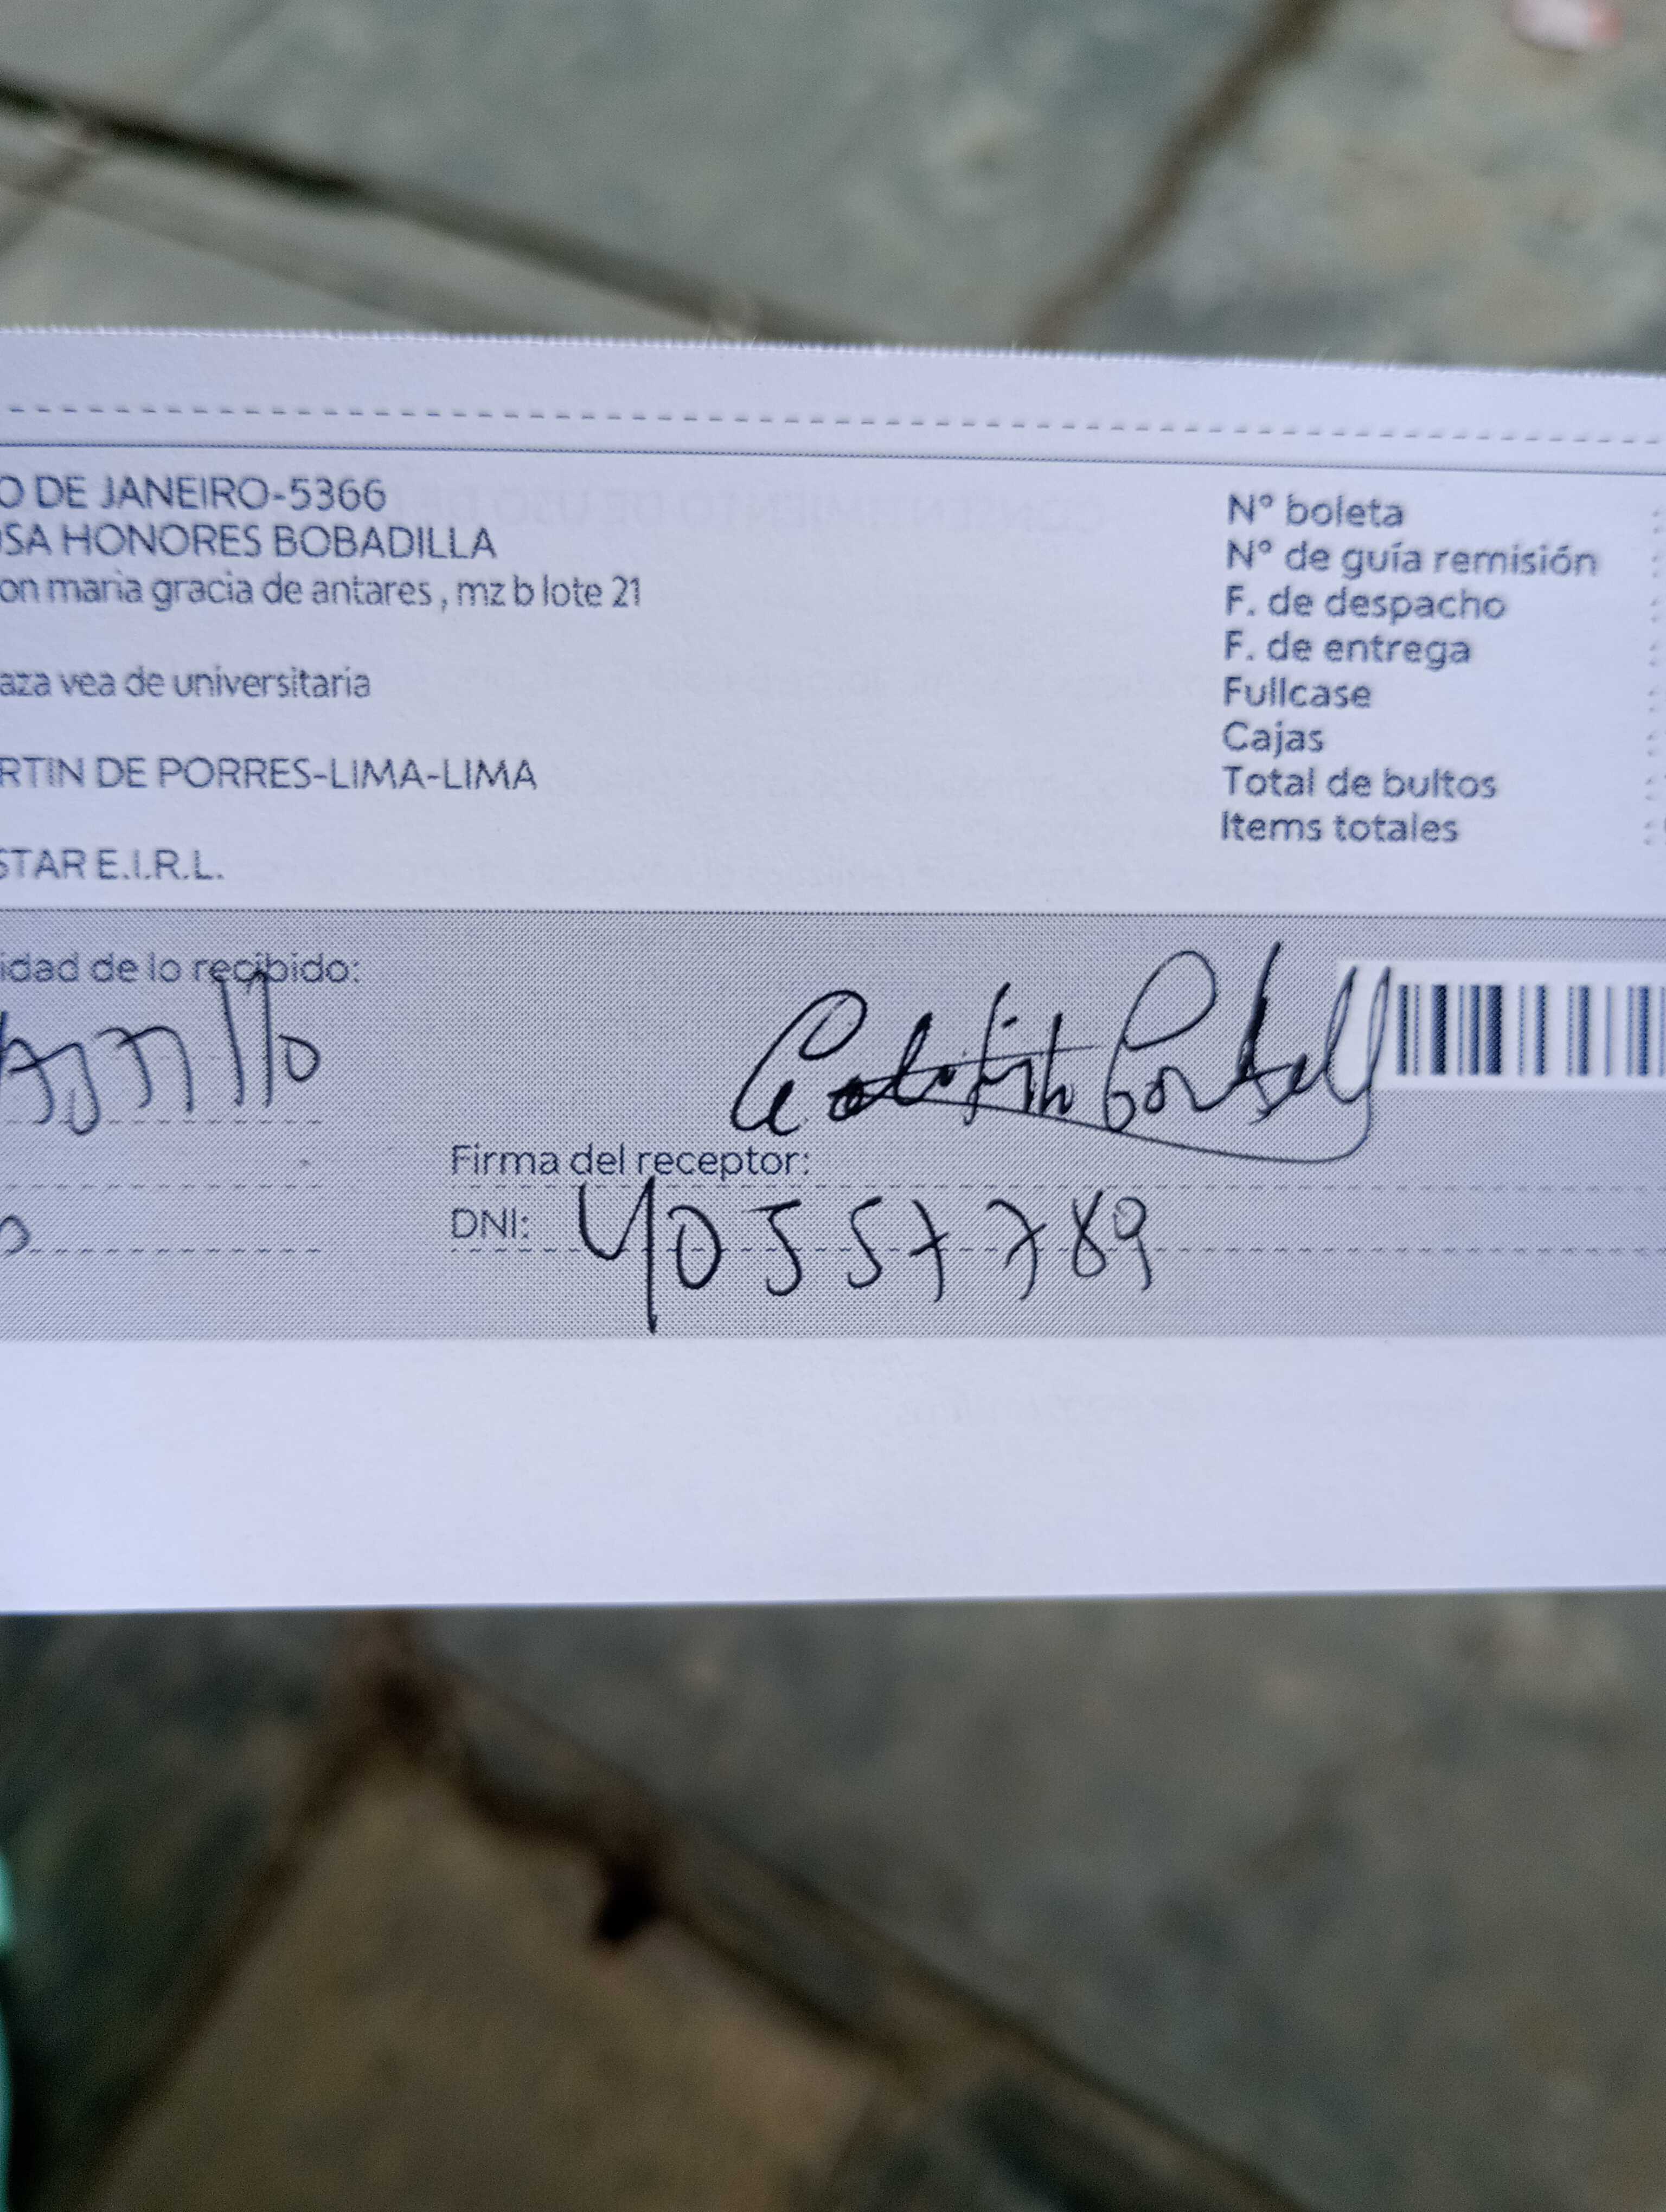 O DE JANEIRO-5366
OSA HONORES BOBADILLA
on maria gracia de antares , mz b lote 21
aza vea de universitaria
RTIN DE PORRES-LIMA-LIMA
STAR E.I.R.L.
N° boleta :
N° de guía remisión :
F. de despacho :
F. de entrega :
Fullcase :
Cajas :
Total de bultos :
Items totales :
idad de lo recibido:
Firma del receptor:
DNI: 40557789